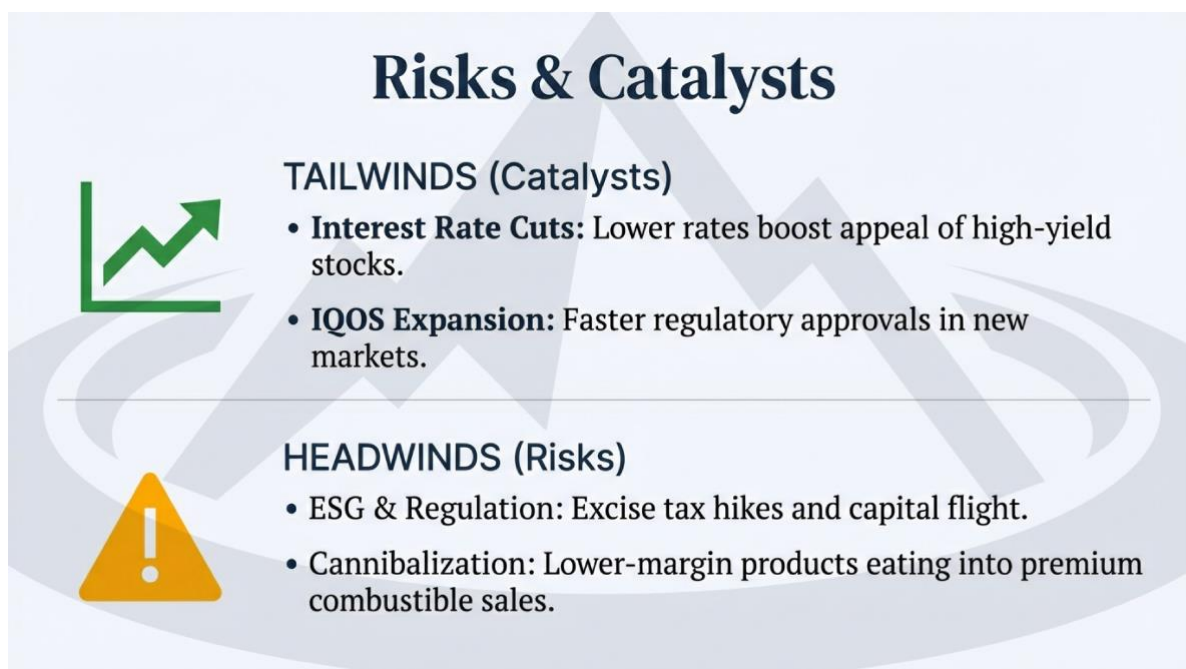 Risks & Catalysts
TAILWINDS (Catalysts)
• Interest Rate Cuts: Lower rates boost appeal of high-yield
stocks.
• IQOS Expansion: Faster regulatory approvals in new
markets.
HEADWINDS (Risks)
• ESG & Regulation: Excise tax hikes and capital flight.
• Cannibalization: Lower-margin products eating into premium
combustible sales.